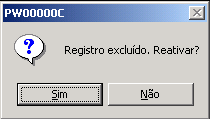 PW00000C
Registro excluído. Reativar?
Sim
Não